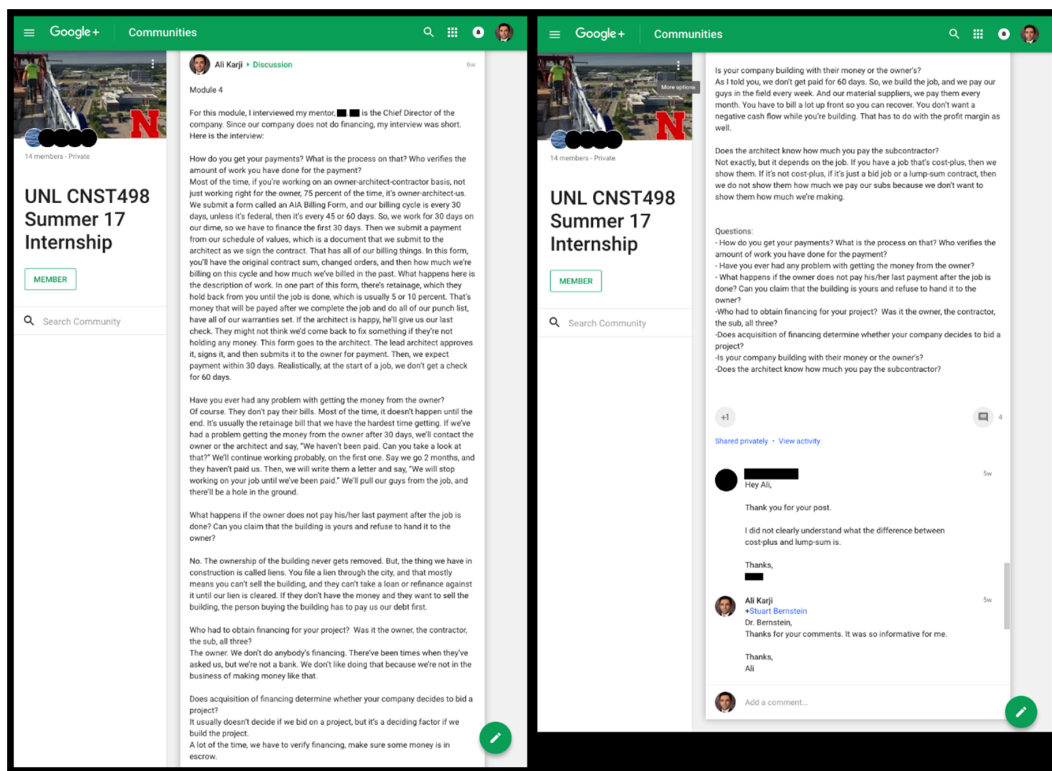 Google+ Communities
Ali Karji ▸ Discussion
6w
Module 4
For this module, I interviewed my mentor, is the Chief Director of the
company. Since our company does not do financing, my interview was short.
Here is the interview:
How do you get your payments? What is the process on that? Who verifies the
amount of work you have done for the payment?
Most of the time, if you're working on an owner-architect-contractor basis, not
just working right for the owner, 75 percent of the time, it's owner-architect-us.
We submit a form called an AIA Billing Form, and our billing cycle is every 30
days, unless it's federal, then it's every 45 or 60 days. So, we work for 30 days on
our dime, so we have to finance the first 30 days. Then we submit a payment
from our schedule of values, which is a document that we submit to the
architect as we sign the contract. That has all of our billing things. In this form,
you'll have the original contract sum, changed orders, and then how much we're
billing on this cycle and how much we've billed in the past. What happens here is
the description of work. In one part of this form, there's retainage, which they
hold back from you until the job is done, which is usually 5 or 10 percent. That's
money that will be payed after we complete the job and do all of our punch list,
have all of our warranties set. If the architect is happy, he'll give us our last
check. They might not think we'd come back to fix something if they're not
holding any money. This form goes to the architect. The lead architect approves
it, signs it, and then submits it to the owner for payment. Then, we expect
payment within 30 days. Realistically, at the start of a job, we don't get a check
for 60 days.
Have you ever had any problem with getting the money from the owner?
Of course. They don't pay their bills. Most of the time, it doesn't happen until the
end. It's usually the retainage bill that we have the hardest time getting. If we've
had a problem getting the money from the owner after 30 days, we'll contact the
owner or the architect and say, "We haven't been paid. Can you take a look at
that?" We'll continue working probably, on the first one. Say we go 2 months, and
they haven't paid us. Then, we will write them a letter and say, "We will stop
working on your job until we've been paid." We'll pull our guys from the job, and
there'll be a hole in the ground.
What happens if the owner does not pay his/her last payment after the job is
done? Can you claim that the building is yours and refuse to hand it to the
owner?
No. The ownership of the building never gets removed. But, the thing we have in
construction is called liens. You file a lien through the city, and that mostly
means you can't sell the building, and they can't take a loan or refinance against
it until our lien is cleared. If they don't have the money and they want to sell the
building, the person buying the building has to pay us our debt first.
Who had to obtain financing for your project? Was it the owner, the contractor,
the sub, all three?
The owner. We don't do anybody's financing. There've been times when they've
asked us, but we're not a bank. We don't like doing that because we're not in the
business of making money like that.
Does acquisition of financing determine whether your company decides to bid a
project?
It usually doesn't decide if we bid on a project, but it's a deciding factor if we
build the project.
A lot of the time, we have to verify financing, make sure some money is in
escrow.
N
14 members - Private
UNL CNST498
Summer 17
Internship
MEMBER
Search Community
Google+ Communities
More options
Is your company building with their money or the owner's?
As I told you, we don't get paid for 60 days. So, we build the job, and we pay our
guys in the field every week. And our material suppliers, we pay them every
month. You have to bill a lot up front so you can recover. You don't want a
negative cash flow while you're building. That has to do with the profit margin as
well.
Does the architect know how much you pay the subcontractor?
Not exactly, but it depends on the job. If you have a job that's cost-plus, then we
show them. If it's not cost-plus, if it's just a bid job or a lump-sum contract, then
we do not show them how much we pay our subs because we don't want to
show them how much we're making.
Questions:
- How do you get your payments? What is the process on that? Who verifies the
amount of work you have done for the payment?
- Have you ever had any problem with getting the money from the owner?
- What happens if the owner does not pay his/her last payment after the job is
done? Can you claim that the building is yours and refuse to hand it to the
owner?
-Who had to obtain financing for your project? Was it the owner, the contractor,
the sub, all three?
-Does acquisition of financing determine whether your company decides to bid a
project?
-Is your company building with their money or the owner's?
-Does the architect know how much you pay the subcontractor?
+1
4
Shared privately • View activity
5w
Hey Ali,
Thank you for your post.
I did not clearly understand what the difference between
cost-plus and lump-sum is.
Thanks,
Ali Karji
5w
+Stuart Bernstein
Dr. Bernstein,
Thanks for your comments. It was so informative for me.
Thanks,
Ali
Add a comment...
N
14 members - Private
UNL CNST498
Summer 17
Internship
MEMBER
Search Community